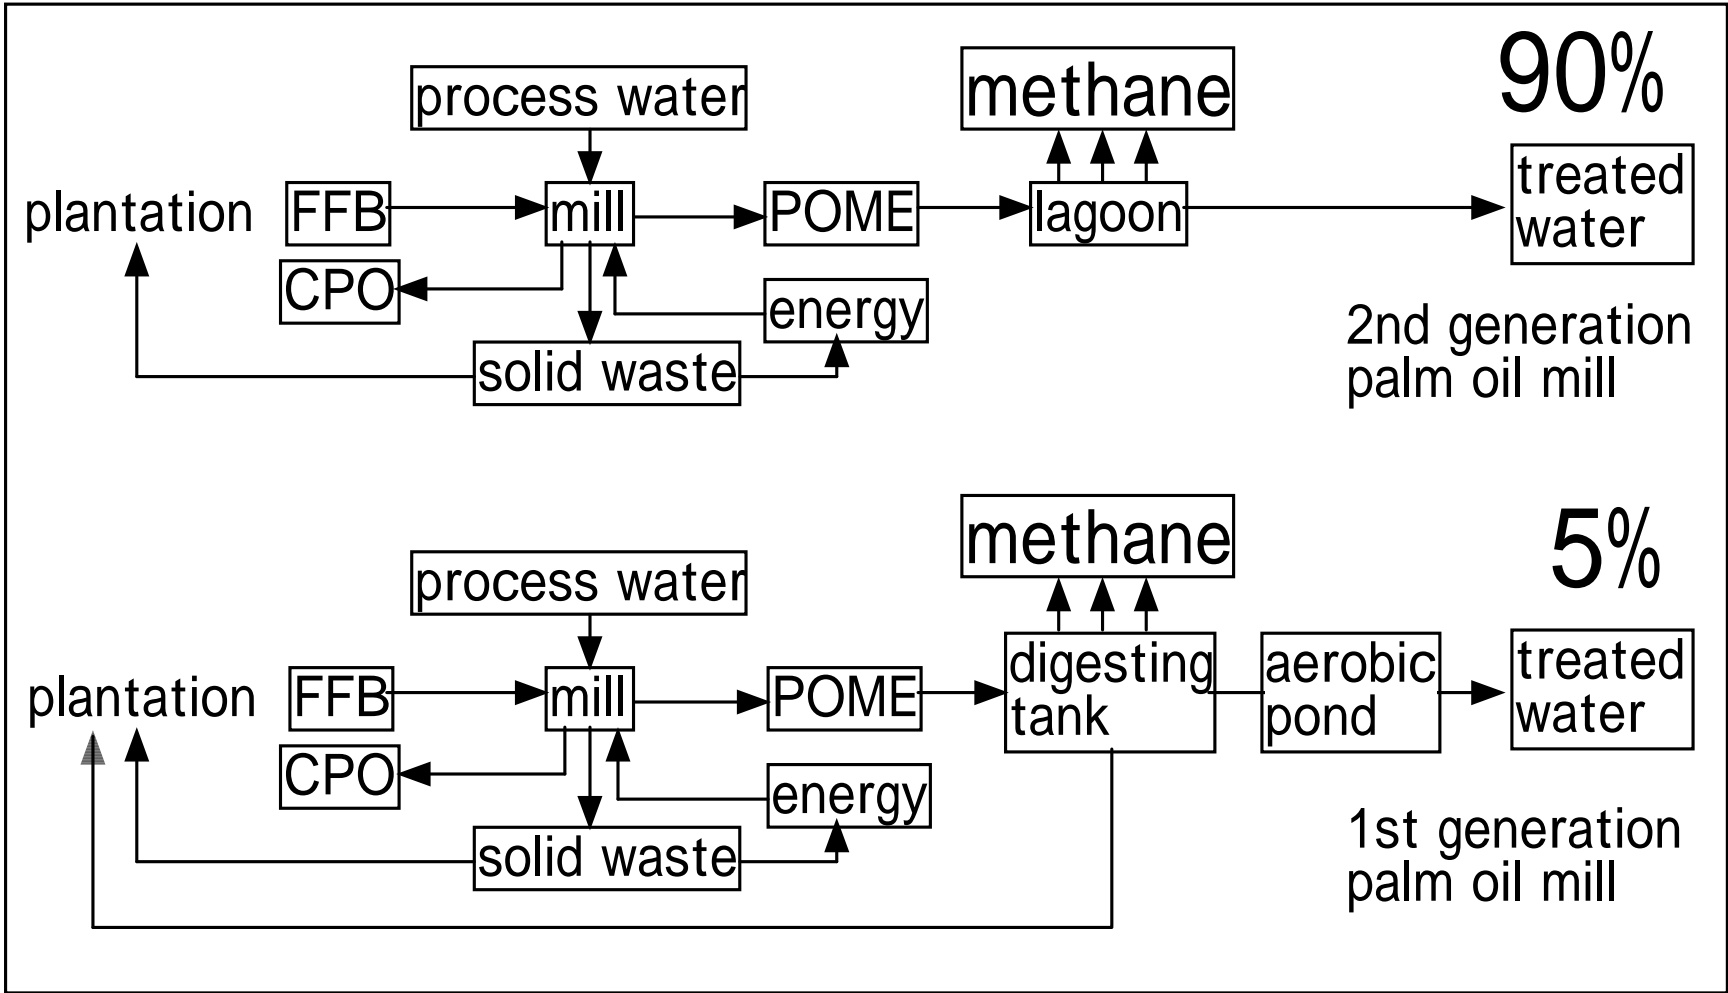 90%
process water
methane
plantation
FFB
mill
POME
lagoon
treated
water
CPO
energy
solid waste
2nd generation
palm oil mill
5%
process water
methane
plantation
FFB
mill
POME
digesting
tank
aerobic
pond
treated
water
CPO
energy
solid waste
1st generation
palm oil mill